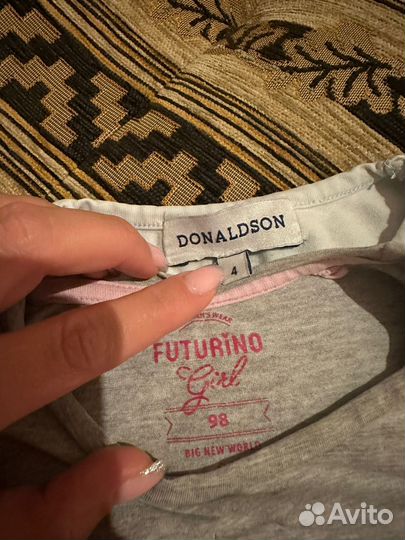 DONALDSON
4
FUTURINO
Girl
98
BIG NEW WORLD
Avito